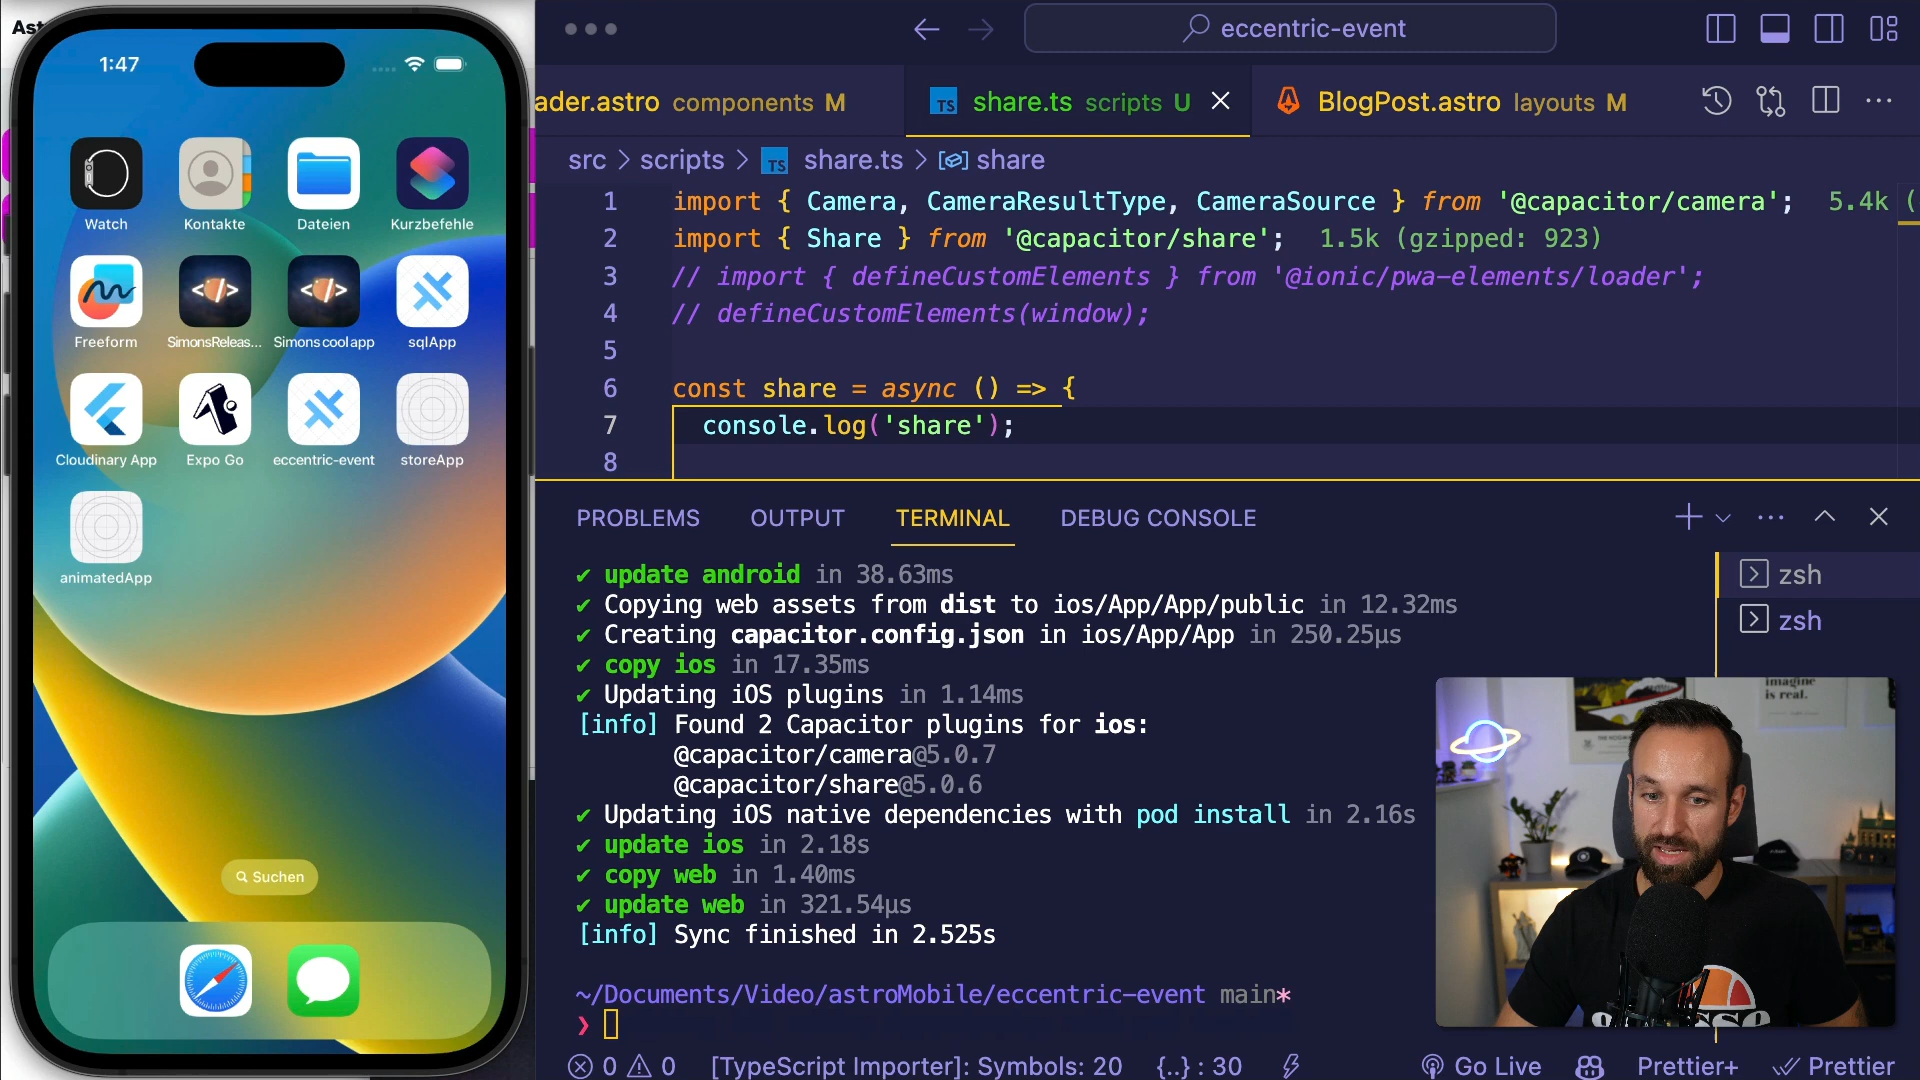 Ast
1:47
Watch
Kontakte
Dateien
Kurzbefehle
Freeform
SimonsReleas...
Simons cool app
sqlApp
Cloudinary App
Expo Go
eccentric-event
storeApp
animatedApp
Suchen
eccentric-event
ader.astro components M
TS share.ts scripts U
BlogPost.astro layouts M
src > scripts > TS share.ts > share
1 import { Camera, CameraResultType, CameraSource } from '@capacitor/camera'; 5.4k (
2 import { Share } from '@capacitor/share'; 1.5k (gzipped: 923)
3 // import { defineCustomElements } from '@ionic/pwa-elements/loader';
4 // defineCustomElements(window);
5
6 const share = async () => {
7 console.log('share');
8
PROBLEMS OUTPUT TERMINAL DEBUG CONSOLE
✔ update android in 38.63ms
✔ Copying web assets from dist to ios/App/App/public in 12.32ms
✔ Creating capacitor.config.json in ios/App/App in 250.25μs
✔ copy ios in 17.35ms
✔ Updating iOS plugins in 1.14ms
[info] Found 2 Capacitor plugins for ios:
@capacitor/camera@5.0.7
@capacitor/share@5.0.6
✔ Updating iOS native dependencies with pod install in 2.16s
✔ update ios in 2.18s
✔ copy web in 1.40ms
✔ update web in 321.54μs
[info] Sync finished in 2.525s
~/Documents/Video/astroMobile/eccentric-event main*
❯
zsh
zsh
imagine
is real.
0 0 [TypeScript Importer]: Symbols: 20 {..} : 30 Go Live Prettier+ Prettier